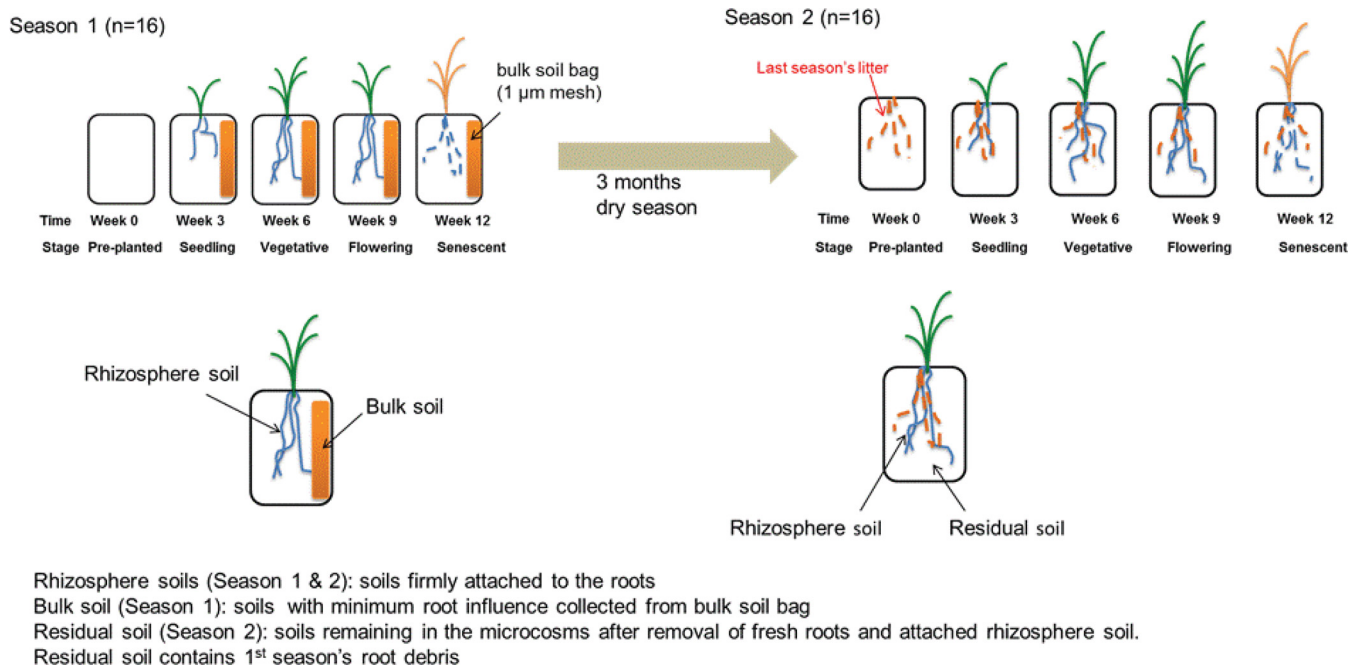 Season 1 (n=16)
bulk soil bag
(1 µm mesh)
Time Week 0 Week 3 Week 6 Week 9 Week 12
Stage Pre-planted Seedling Vegetative Flowering Senescent
3 months
dry season
Season 2 (n=16)
Last season's litter
Time Week 0 Week 3 Week 6 Week 9 Week 12
Stage Pre-planted Seedling Vegetative Flowering Senescent
Rhizosphere soil
Bulk soil
Rhizosphere soil
Residual soil
Rhizosphere soils (Season 1 & 2): soils firmly attached to the roots
Bulk soil (Season 1): soils with minimum root influence collected from bulk soil bag
Residual soil (Season 2): soils remaining in the microcosms after removal of fresh roots and attached rhizosphere soil.
Residual soil contains 1st season's root debris